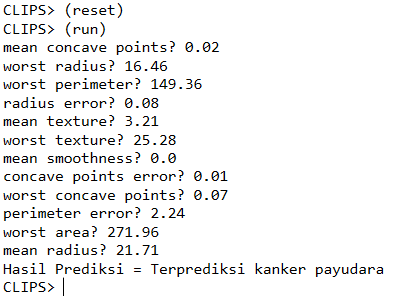 CLIPS> (reset)
CLIPS> (run)
mean concave points? 0.02
worst radius? 16.46
worst perimeter? 149.36
radius error? 0.08
mean texture? 3.21
worst texture? 25.28
mean smoothness? 0.0
concave points error? 0.01
worst concave points? 0.07
perimeter error? 2.24
worst area? 271.96
mean radius? 21.71
Hasil Prediksi = Terprediksi kanker payudara
CLIPS>